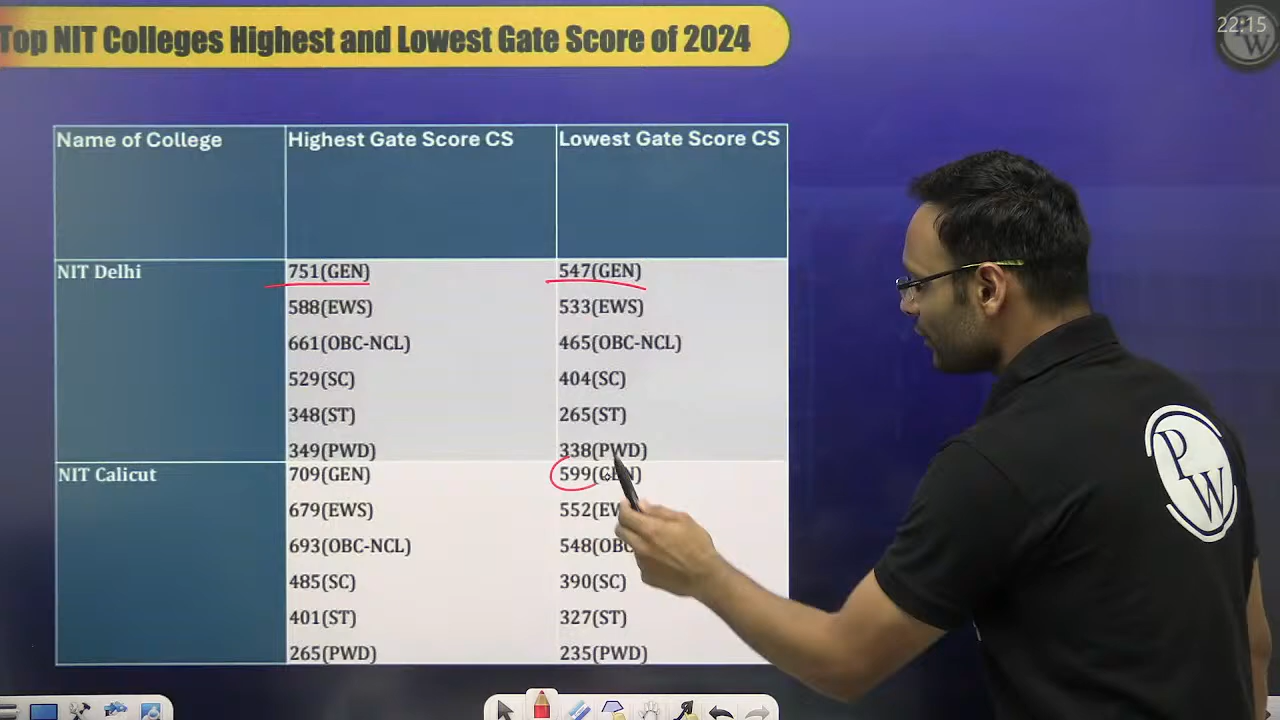 Top NIT Colleges Highest and Lowest Gate Score of 2024
22:15
Name of College Highest Gate Score CS Lowest Gate Score CS
NIT Delhi 751(GEN) 547(GEN)
588(EWS) 533(EWS)
661(OBC-NCL) 465(OBC-NCL)
529(SC) 404(SC)
348(ST) 265(ST)
349(PWD) 338(PWD)
NIT Calicut 709(GEN) 599(GEN)
679(EWS)
693(OBC-NCL)
485(SC) 390(SC)
401(ST) 327(ST)
265(PWD) 235(PWD)
P
W
W